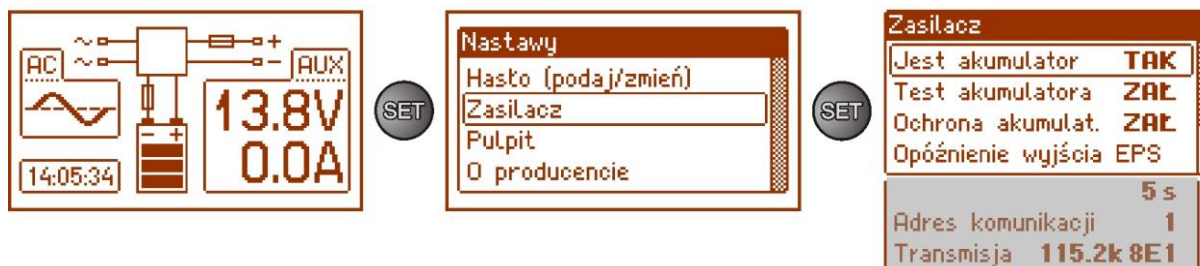 AC
AUX
13.8V
0.0A
14:05:34
SET
Nastawy
Hasło (podaj/zmień)
Zasilacz
Pulpit
O producencie
SET
Zasilacz
Jest akumulator TAK
Test akumulatora ZAŁ
Ochrona akumulat. ZAŁ
Opóźnienie wyjścia EPS
5 s
Adres komunikacji 1
Transmisja 115.2k 8E1